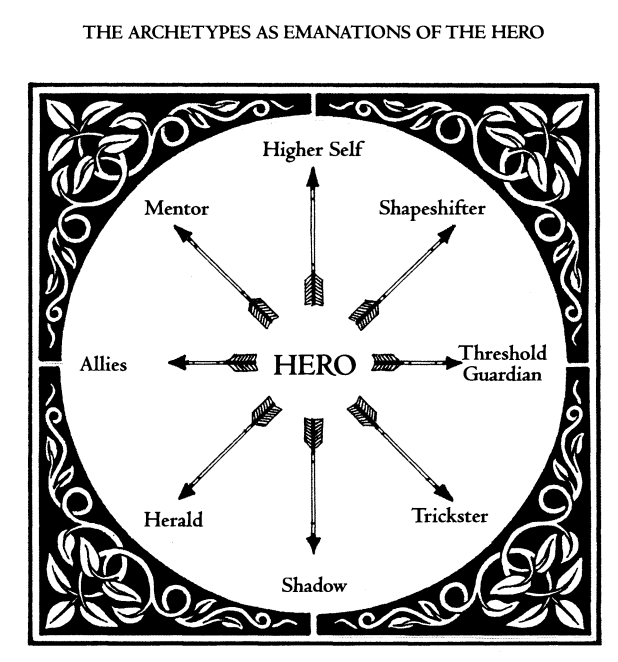 THE ARCHETYPES AS EMANATIONS OF THE HERO
Higher Self
Mentor
Shapeshifter
Allies
HERO
Threshold
Guardian
Herald
Trickster
Shadow